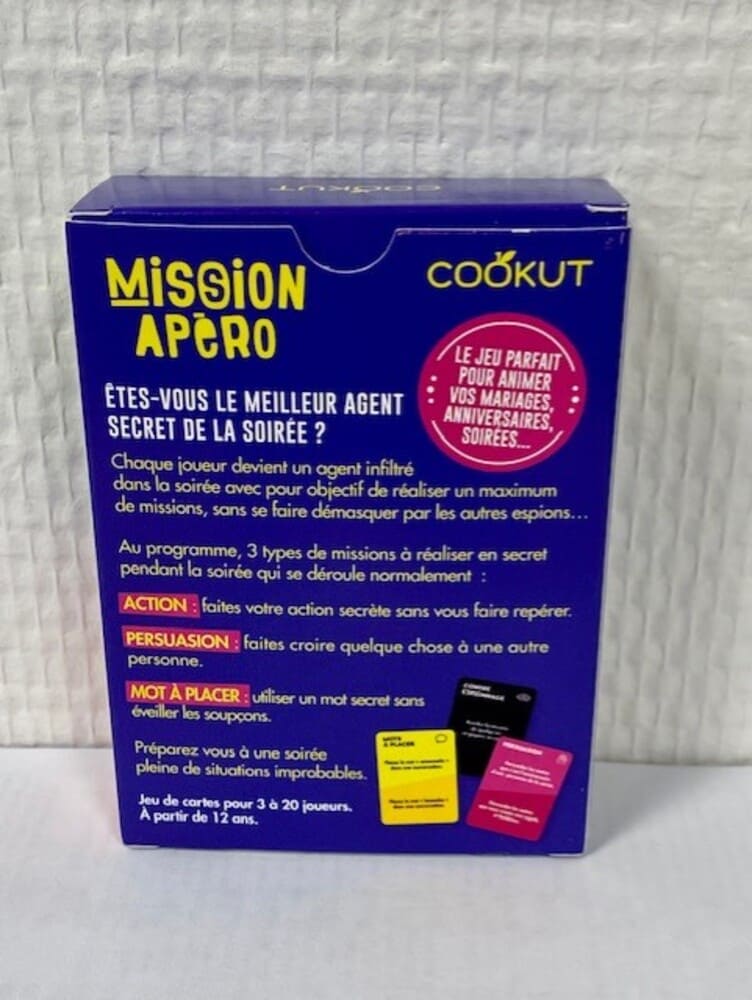 COOKUT
MISSION
APÉRO
COOKUT
LE JEU PARFAIT
POUR ANIMER
VOS MARIAGES,
ANNIVERSAIRES,
SOIRÉES...
ÊTES-VOUS LE MEILLEUR AGENT
SECRET DE LA SOIRÉE ?
Chaque joueur devient un agent infiltré
dans la soirée avec pour objectif de réaliser un maximum
de missions, sans se faire démasquer par les autres espions...
Au programme, 3 types de missions à réaliser en secret
pendant la soirée qui se déroule normalement :
ACTION : faites votre action secrète sans vous faire repérer.
PERSUASION : faites croire quelque chose à une autre
personne.
MOT À PLACER : utiliser un mot secret sans
éveiller les soupçons.
Préparez vous à une soirée
pleine de situations improbables.
Jeu de cartes pour 3 à 20 joueurs.
À partir de 12 ans.
CONTRE
ESPIONNAGE
MOTS
À PLACER
PERSUASION